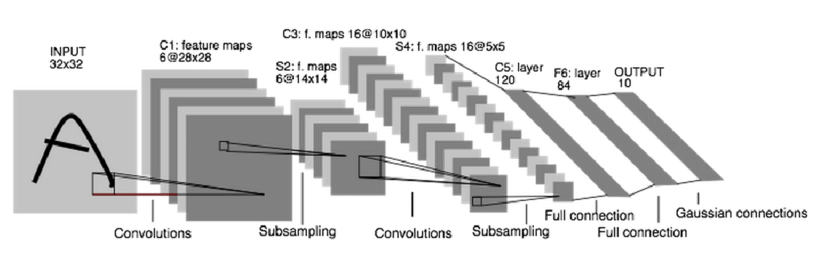 INPUT
32x32
C1: feature maps
6@28x28
S2: f. maps
6@14x14
C3: f. maps 16@10x10
S4: f. maps 16@5x5
C5: layer
120
F6: layer
84
OUTPUT
10
A
Convolutions
Subsampling
Convolutions
Subsampling
Full connection
Full connection
Gaussian connections